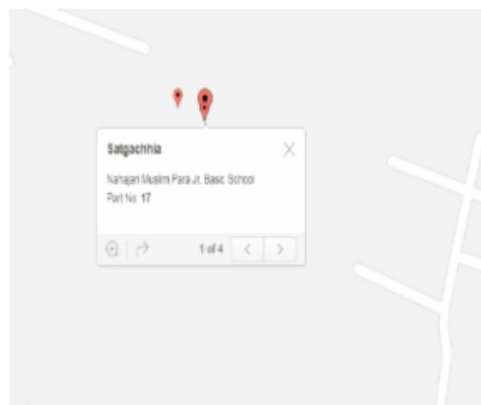 Satgachhia
Nahajari Muslim Para Jr. Basic School
Part No: 17
1 of 4